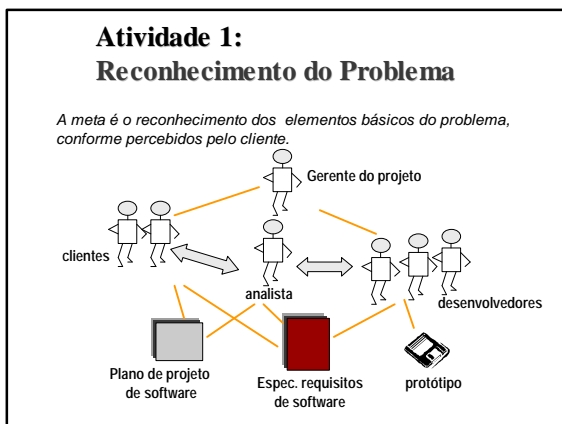 Atividade 1:
Reconhecimento do Problema
A meta é o reconhecimento dos elementos básicos do problema,
conforme percebidos pelo cliente.
Gerente do projeto
clientes
analista
desenvolvedores
Plano de projeto
de software
Espec. requisitos
de software
protótipo